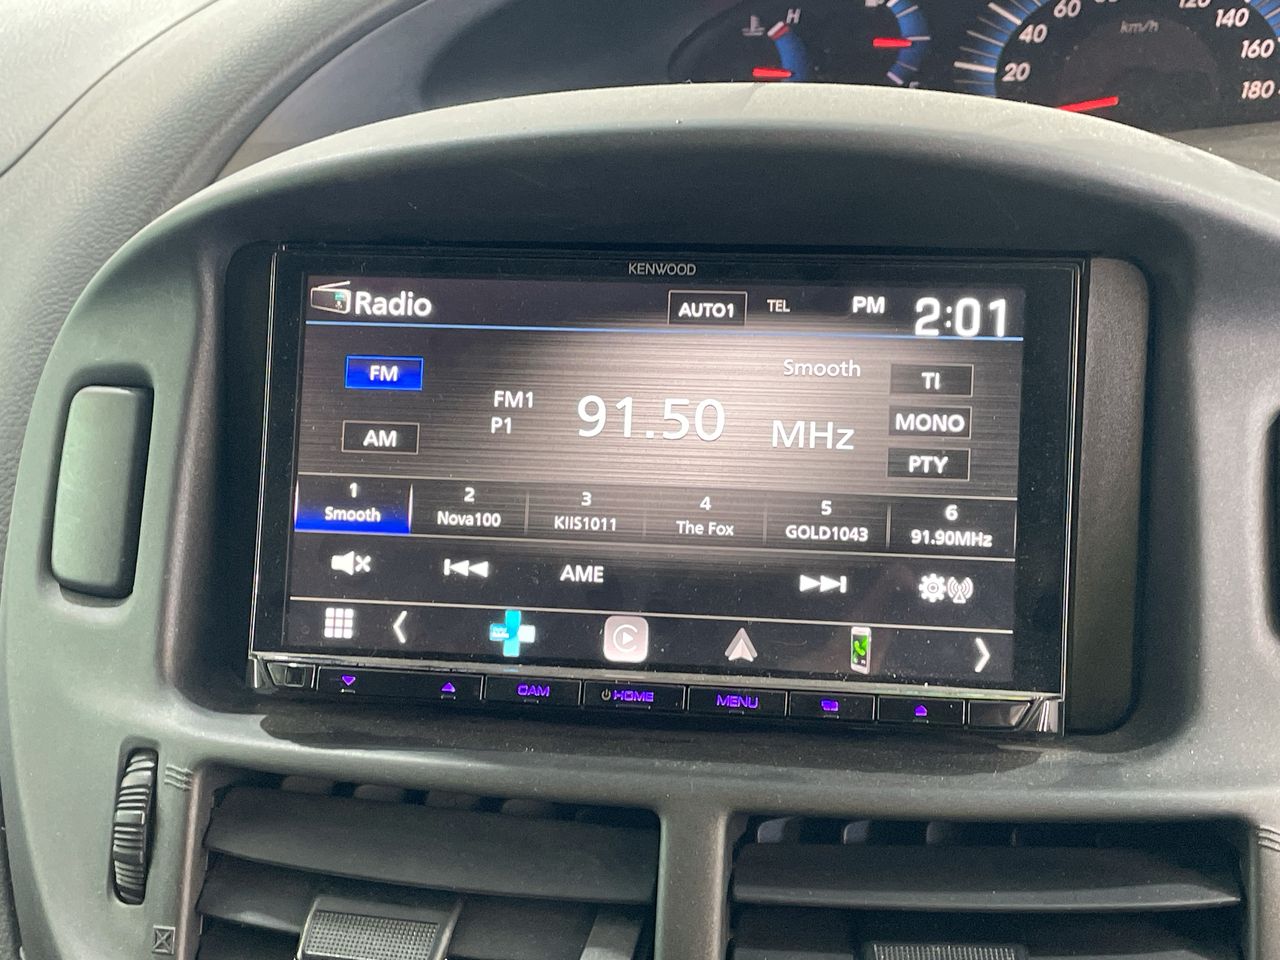 H
20
40
60
120
140
160
180
km/h
KENWOOD
Radio
AUTO1
TEL
PM 2:01
FM
AM
FM1
P1
91.50
MHz
Smooth
TI
MONO
PTY
1
Smooth
2
Nova100
3
KIIS1011
4
The Fox
5
GOLD1043
6
91.90MHz
AME
CAM
HOME
MENU